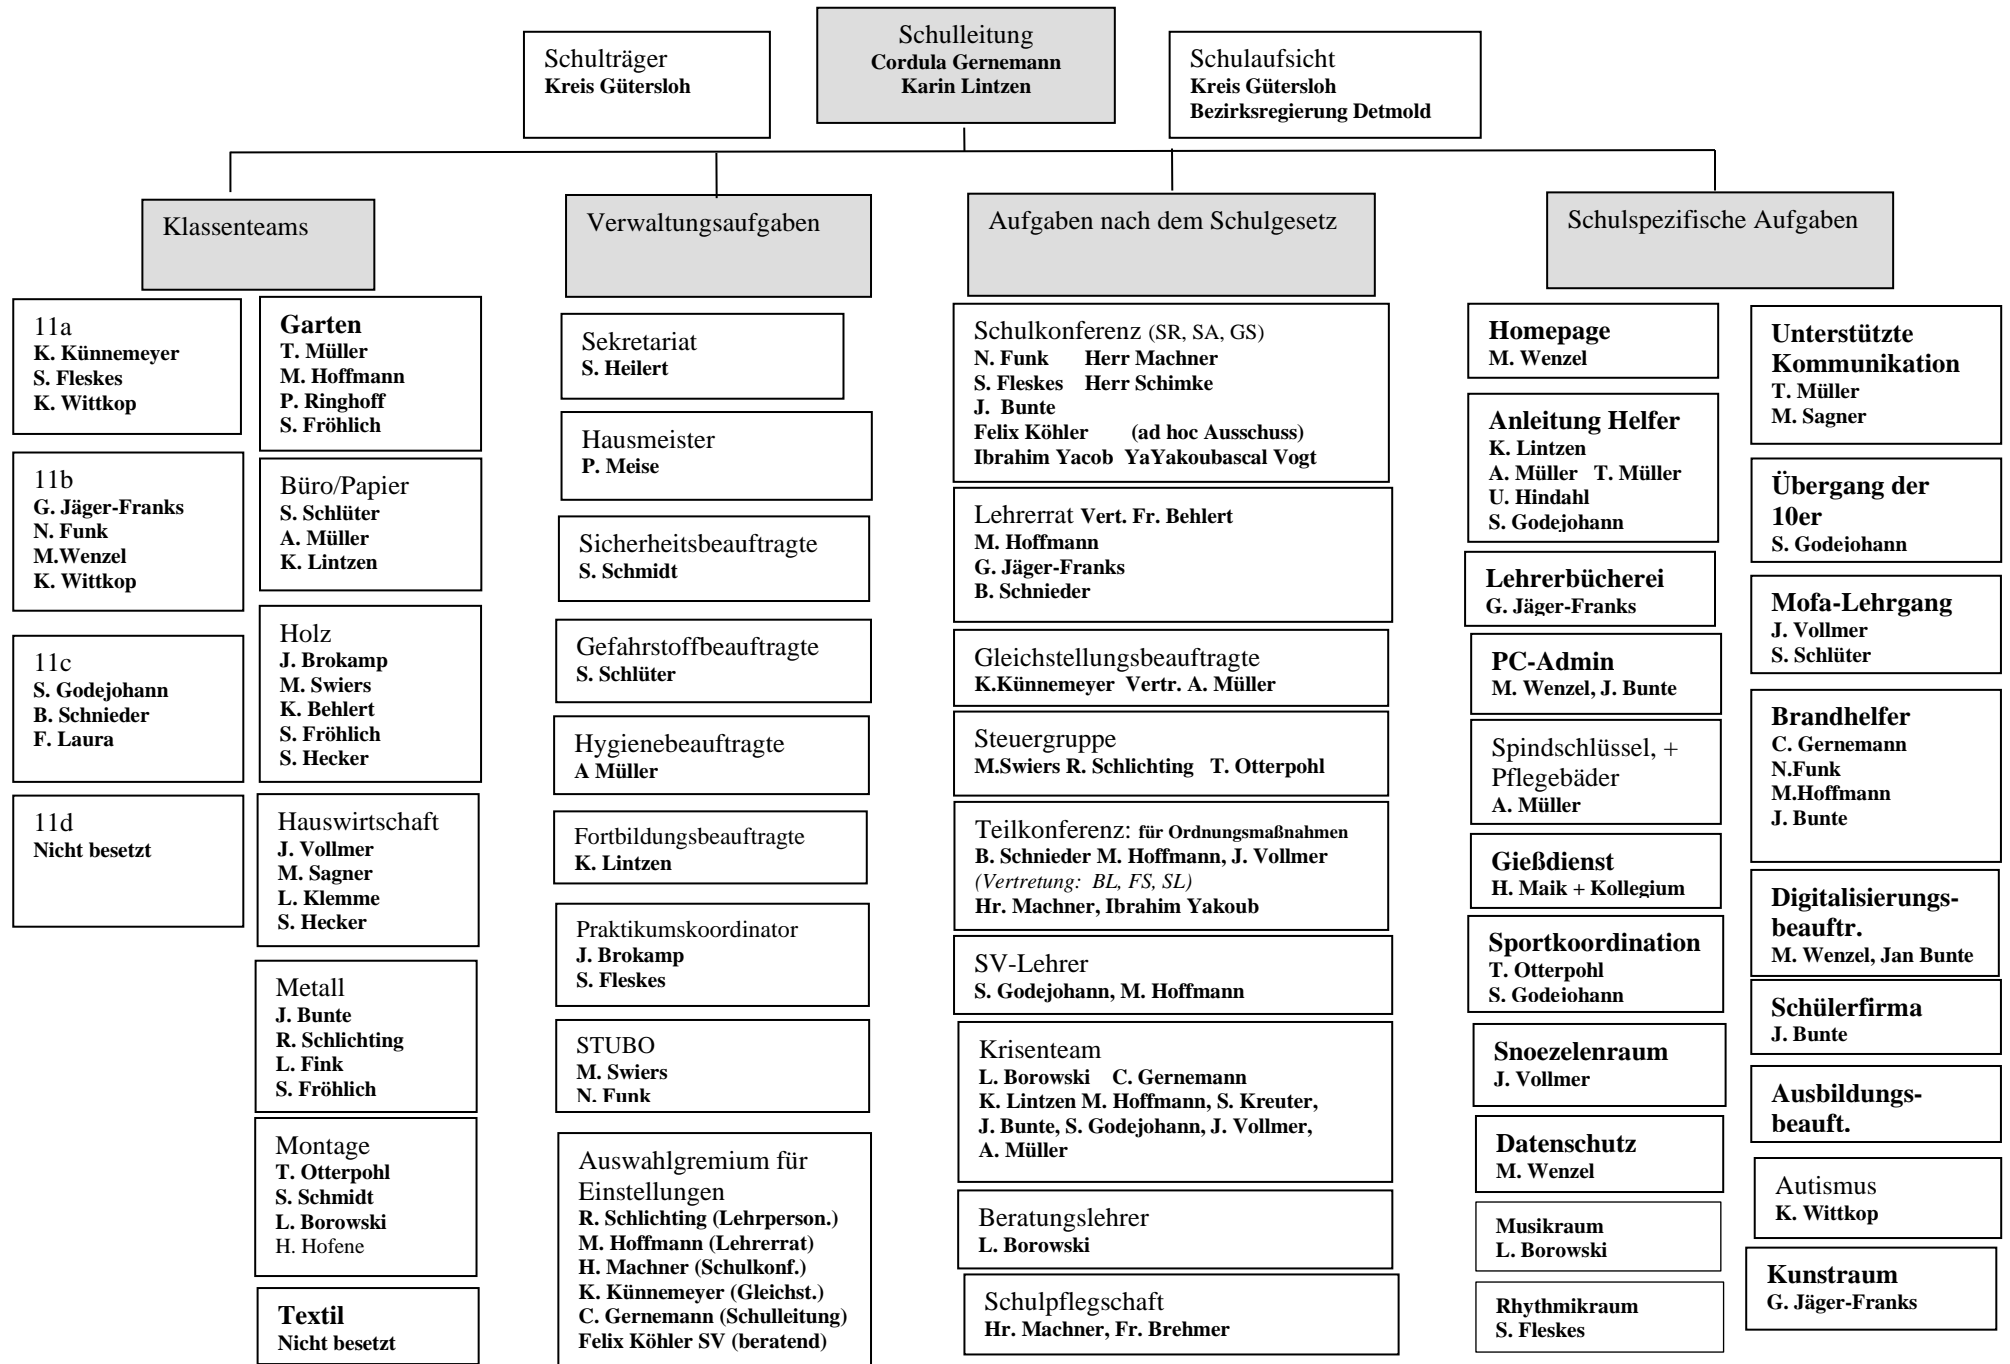 Schulträger
Kreis Gütersloh
Schulleitung
Cordula Gernemann
Karin Lintzen
Schulaufsicht
Kreis Gütersloh
Bezirksregierung Detmold
Klassenteams
11a
K. Künnemeyer
S. Fleskes
K. Wittkop
11b
G. Jäger-Franks
N. Funk
M.Wenzel
K. Wittkop
11c
S. Godejohann
B. Schnieder
F. Laura
11d
Nicht besetzt
Garten
T. Müller
M. Hoffmann
P. Ringhoff
S. Fröhlich
Büro/Papier
S. Schlüter
A. Müller
K. Lintzen
Holz
J. Brokamp
M. Swiers
K. Behlert
S. Fröhlich
S. Hecker
Hauswirtschaft
J. Vollmer
M. Sagner
L. Klemme
S. Hecker
Metall
J. Bunte
R. Schlichting
L. Fink
S. Fröhlich
Montage
T. Otterpohl
S. Schmidt
L. Borowski
H. Hofene
Textil
Nicht besetzt
Verwaltungsaufgaben
Sekretariat
S. Heilert
Hausmeister
P. Meise
Sicherheitsbeauftragte
S. Schmidt
Gefahrstoffbeauftragte
S. Schlüter
Hygienebeauftragte
A Müller
Fortbildungsbeauftragte
K. Lintzen
Praktikumskoordinator
J. Brokamp
S. Fleskes
STUBO
M. Swiers
N. Funk
Auswahlgremium für
Einstellungen
R. Schlichting (Lehrperson.)
M. Hoffmann (Lehrerrat)
H. Machner (Schulkonf.)
K. Künnemeyer (Gleichst.)
C. Gernemann (Schulleitung)
Felix Köhler SV (beratend)
Aufgaben nach dem Schulgesetz
Schulkonferenz (SR, SA, GS)
N. Funk Herr Machner
S. Fleskes Herr Schimke
J. Bunte
Felix Köhler (ad hoc Ausschuss)
Ibrahim Yacob YaYakoubascal Vogt
Lehrerrat Vert. Fr. Behlert
M. Hoffmann
G. Jäger-Franks
B. Schnieder
Gleichstellungsbeauftragte
K.Künnemeyer Vertr. A. Müller
Steuergruppe
M.Swiers R. Schlichting T. Otterpohl
Teilkonferenz: für Ordnungsmaßnahmen
B. Schnieder M. Hoffmann, J. Vollmer
(Vertretung: BL, FS, SL)
Hr. Machner, Ibrahim Yakoub
SV-Lehrer
S. Godejohann, M. Hoffmann
Krisenteam
L. Borowski C. Gernemann
K. Lintzen M. Hoffmann, S. Kreuter,
J. Bunte, S. Godejohann, J. Vollmer,
A. Müller
Beratungslehrer
L. Borowski
Schulpflegschaft
Hr. Machner, Fr. Brehmer
Schulspezifische Aufgaben
Homepage
M. Wenzel
Anleitung Helfer
K. Lintzen
A. Müller T. Müller
U. Hindahl
S. Godejohann
Lehrerbücherei
G. Jäger-Franks
PC-Admin
M. Wenzel, J. Bunte
Spindschlüssel, +
Pflegebäder
A. Müller
Gießdienst
H. Maik + Kollegium
Sportkoordination
T. Otterpohl
S. Godejohann
Snoezelenraum
J. Vollmer
Datenschutz
M. Wenzel
Musikraum
L. Borowski
Rhythmikraum
S. Fleskes
Unterstützte
Kommunikation
T. Müller
M. Sagner
Übergang der
10er
S. Godejohann
Mofa-Lehrgang
J. Vollmer
S. Schlüter
Brandhelfer
C. Gernemann
N.Funk
M.Hoffmann
J. Bunte
Digitalisierungs-
beauftr.
M. Wenzel, Jan Bunte
Schülerfirma
J. Bunte
Ausbildungs-
beauft.
Autismus
K. Wittkop
Kunstraum
G. Jäger-Franks